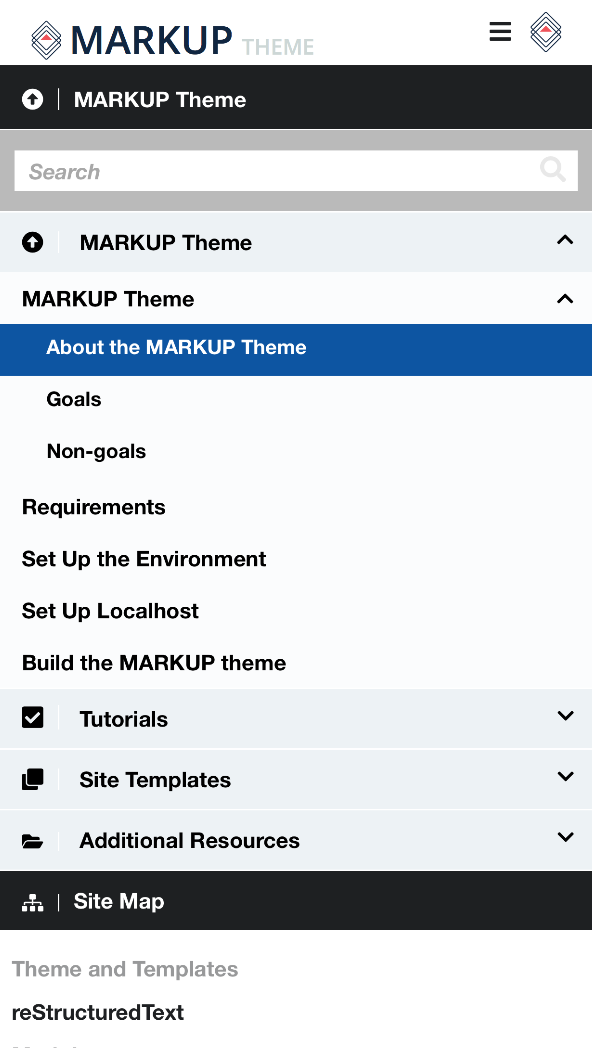 MARKUP THEME
MARKUP Theme
Search
MARKUP Theme
MARKUP Theme
About the MARKUP Theme
Goals
Non-goals
Requirements
Set Up the Environment
Set Up Localhost
Build the MARKUP theme
Tutorials
Site Templates
Additional Resources
Site Map
Theme and Templates
reStructuredText